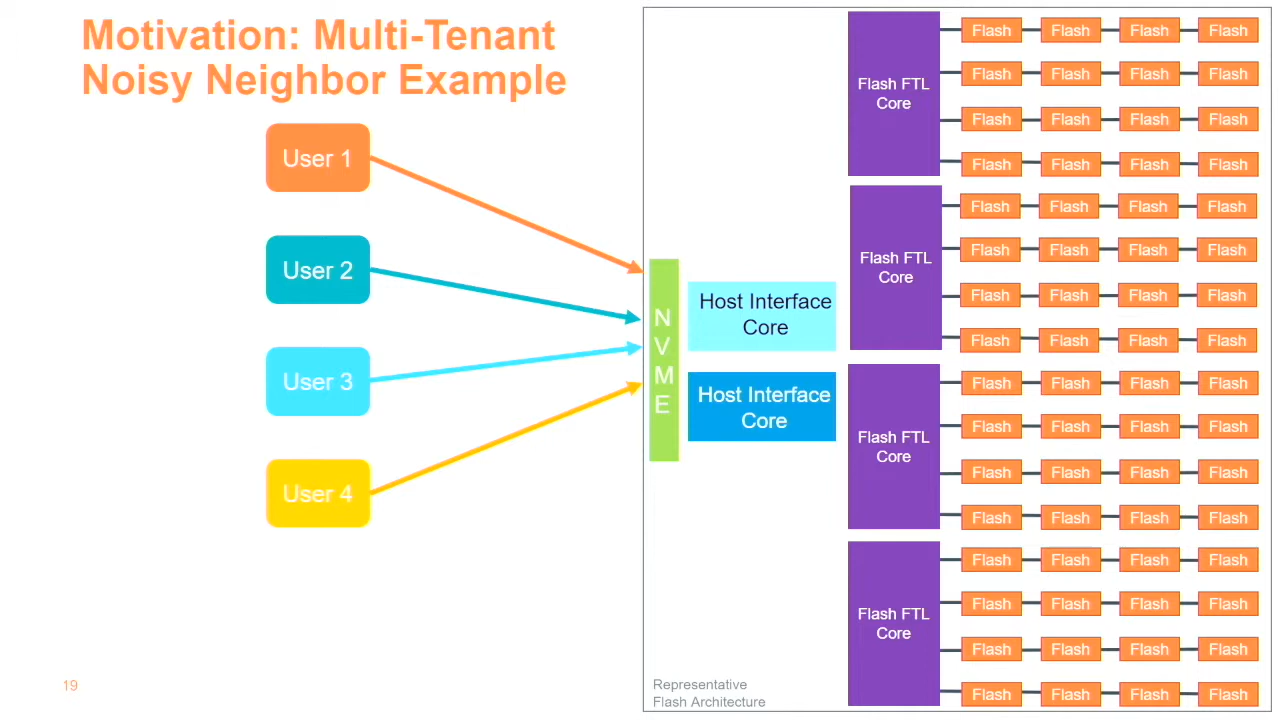 Motivation: Multi-Tenant
Noisy Neighbor Example
User 1
User 2
User 3
User 4
N
V
M
E
Host Interface
Core
Host Interface
Core
Flash FTL
Core
Flash Flash Flash Flash
Flash Flash Flash Flash
Flash Flash Flash Flash
Flash Flash Flash Flash
Flash FTL
Core
Flash Flash Flash Flash
Flash Flash Flash Flash
Flash Flash Flash Flash
Flash Flash Flash Flash
Flash FTL
Core
Flash Flash Flash Flash
Flash Flash Flash Flash
Flash Flash Flash Flash
Flash Flash Flash Flash
Flash FTL
Core
Flash Flash Flash Flash
Flash Flash Flash Flash
Flash Flash Flash Flash
Flash Flash Flash Flash
Representative
Flash Architecture
19